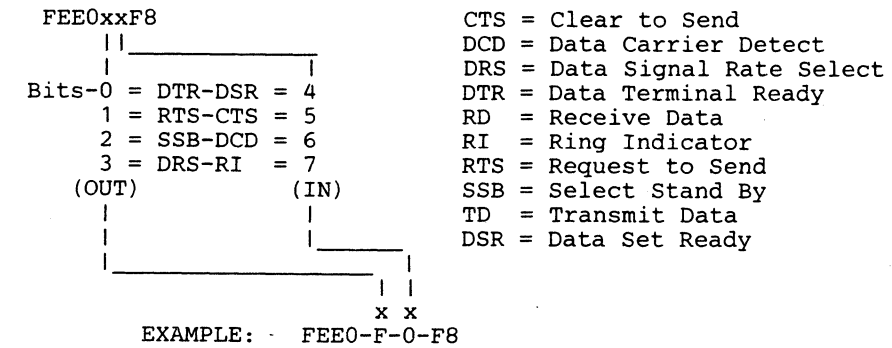 FEE0xxF8
Bits-0 = DTR-DSR = 4
1 = RTS-CTS = 5
2 = SSB-DCD = 6
3 = DRS-RI = 7
(OUT) (IN)
x x
EXAMPLE: FEE0-F-0-F8
CTS = Clear to Send
DCD = Data Carrier Detect
DRS = Data Signal Rate Select
DTR = Data Terminal Ready
RD = Receive Data
RI = Ring Indicator
RTS = Request to Send
SSB = Select Stand By
TD = Transmit Data
DSR = Data Set Ready